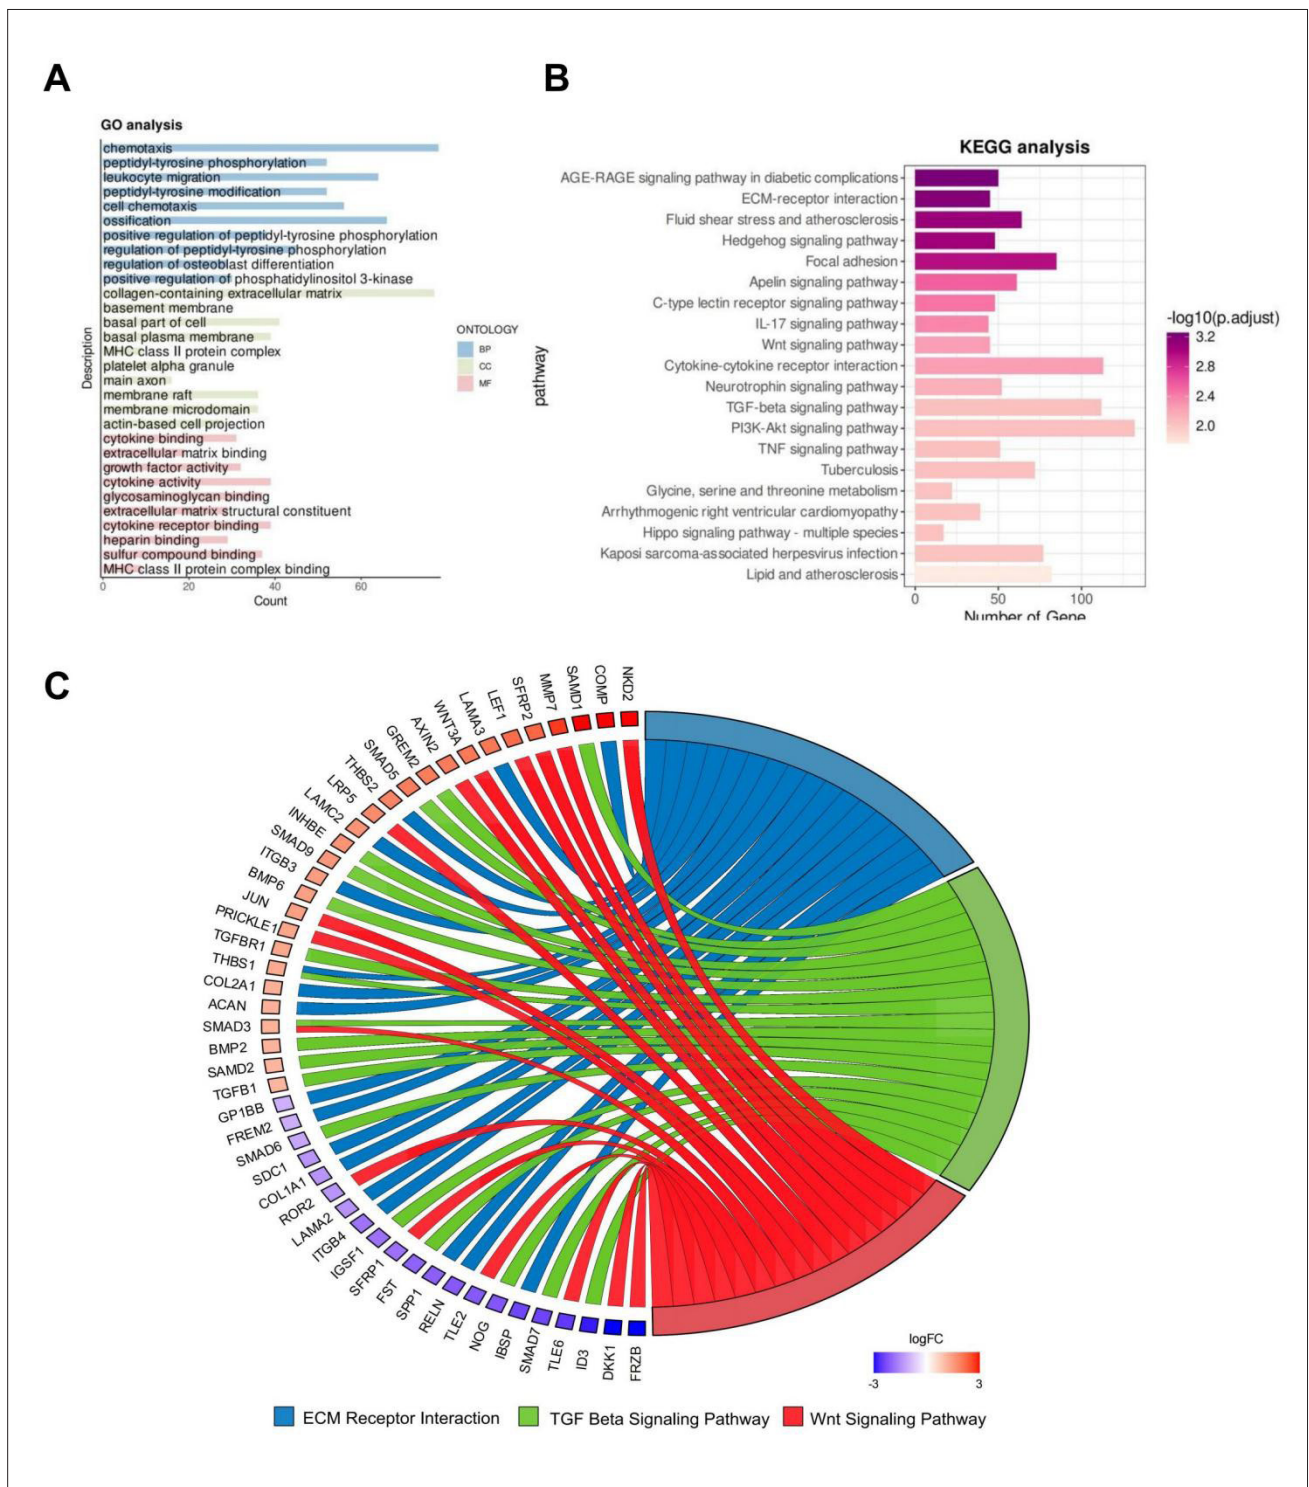 A
B
GO analysis
chemotaxis
peptidyl-tyrosine phosphorylation
leukocyte migration
peptidyl-tyrosine modification
cell chemotaxis
ossification
positive regulation of peptidyl-tyrosine phosphorylation
regulation of peptidyl-tyrosine phosphorylation
regulation of osteoblast differentiation
positive regulation of phosphatidylinositol 3-kinase
collagen-containing extracellular matrix
basement membrane
basal part of cell
basal plasma membrane
MHC class II protein complex
platelet alpha granule
main axon
membrane raft
membrane microdomain
actin-based cell projection
cytokine binding
extracellular matrix binding
growth factor activity
cytokine activity
glycosaminoglycan binding
extracellular matrix structural constituent
cytokine receptor binding
heparin binding
sulfur compound binding
MHC class II protein complex binding
Description
0 20 40 60
Count
ONTOLOGY
BP
CC
MF
KEGG analysis
pathway
AGE-RAGE signaling pathway in diabetic complications
ECM-receptor interaction
Fluid shear stress and atherosclerosis
Hedgehog signaling pathway
Focal adhesion
Apelin signaling pathway
C-type lectin receptor signaling pathway
IL-17 signaling pathway
Wnt signaling pathway
Cytokine-cytokine receptor interaction
Neurotrophin signaling pathway
TGF-beta signaling pathway
PI3K-Akt signaling pathway
TNF signaling pathway
Tuberculosis
Glycine, serine and threonine metabolism
Arrhythmogenic right ventricular cardiomyopathy
Hippo signaling pathway - multiple species
Kaposi sarcoma-associated herpesvirus infection
Lipid and atherosclerosis
0 50 100
Number of Gene
-log10(p.adjust)
3.2
2.8
2.4
2.0
C
NKD2
COMP
SAMD1
MMP7
SFRP2
LEF1
LAMA3
WNT3A
AXIN2
GREM2
SMAD5
THBS2
LRP5
LAMC2
INHBE
SMAD9
ITGB3
BMP6
JUN
PRICKLE1
TGFBR1
THBS1
COL2A1
ACAN
SMAD3
BMP2
SAMD2
TGFB1
GP1BB
FREM2
SMAD6
SDC1
COL1A1
ROR2
LAMA2
ITGB4
IGSF1
SFRP1
FST
SPP1
RELN
TLE2
NOG
IBSP
SMAD7
TLE6
ID3
DKK1
FRZB
logFC
-3 3
ECM Receptor Interaction
TGF Beta Signaling Pathway
Wnt Signaling Pathway